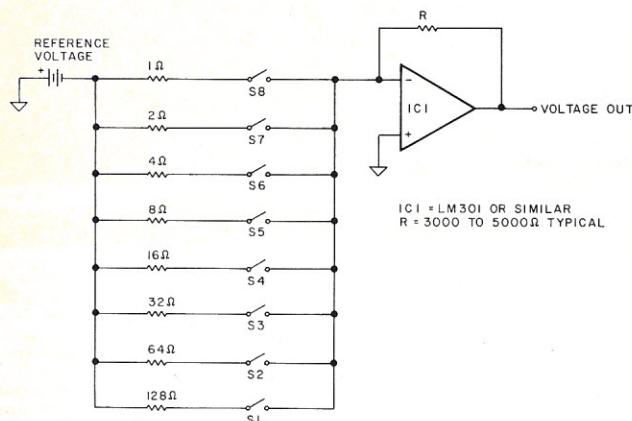 R
REFERENCE
VOLTAGE
+
1Ω
S8
−
IC1
+
VOLTAGE OUT
2Ω
S7
4Ω
S6
8Ω
S5
IC1 = LM301 OR SIMILAR
R = 3000 TO 5000Ω TYPICAL
16Ω
S4
32Ω
S3
64Ω
S2
128Ω
S1